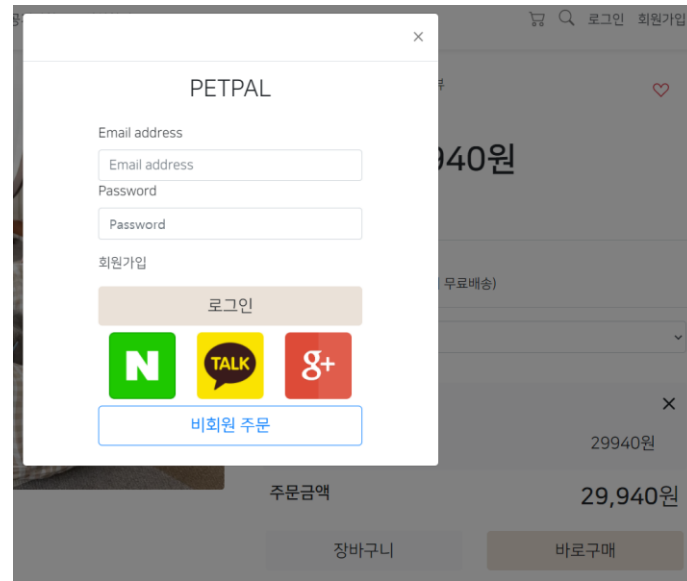 로그인 회원가입
×
PETPAL
Email address
Email address
Password
Password
회원가입
로그인
N
TALK
g+
비회원 주문
940원
무료배송)
×
29940원
주문금액
29,940원
장바구니
바로구매